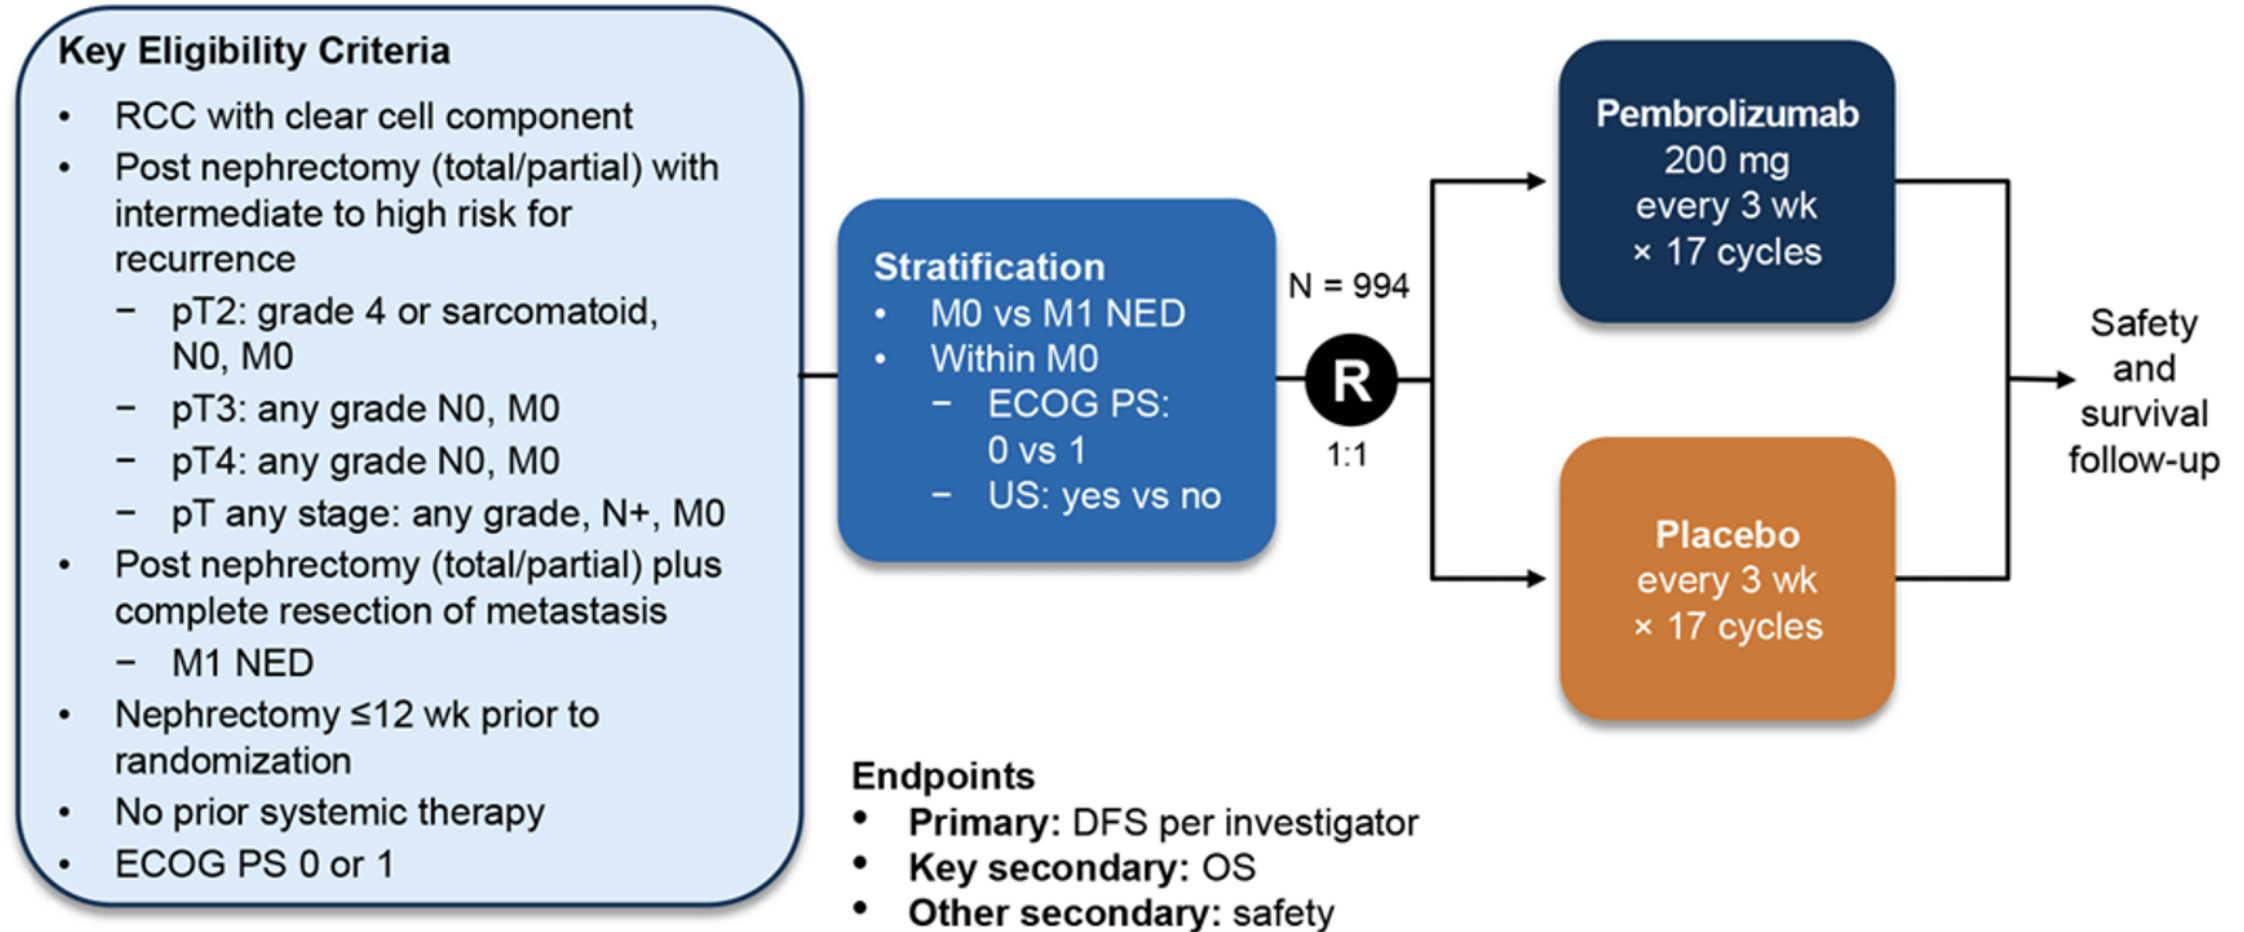 Key Eligibility Criteria
• RCC with clear cell component
• Post nephrectomy (total/partial) with
intermediate to high risk for
recurrence
− pT2: grade 4 or sarcomatoid,
N0, M0
− pT3: any grade N0, M0
− pT4: any grade N0, M0
− pT any stage: any grade, N+, M0
• Post nephrectomy (total/partial) plus
complete resection of metastasis
− M1 NED
• Nephrectomy ≤12 wk prior to
randomization
• No prior systemic therapy
• ECOG PS 0 or 1
Stratification
• M0 vs M1 NED
• Within M0
− ECOG PS:
0 vs 1
− US: yes vs no
N = 994
R
1:1
Pembrolizumab
200 mg
every 3 wk
× 17 cycles
Placebo
every 3 wk
× 17 cycles
Safety
and
survival
follow-up
Endpoints
• Primary: DFS per investigator
• Key secondary: OS
• Other secondary: safety